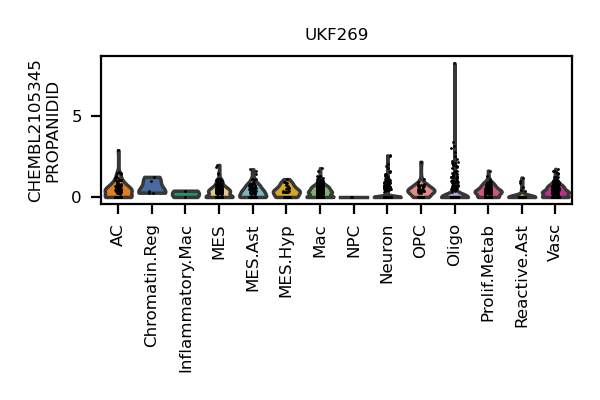 UKF269
CHEMBL2105345
PROPANIDID
5
0
AC
Chromatin.Reg
Inflammatory.Mac
MES
MES.Ast
MES.Hyp
Mac
NPC
Neuron
OPC
Oligo
Prolif.Metab
Reactive.Ast
Vasc